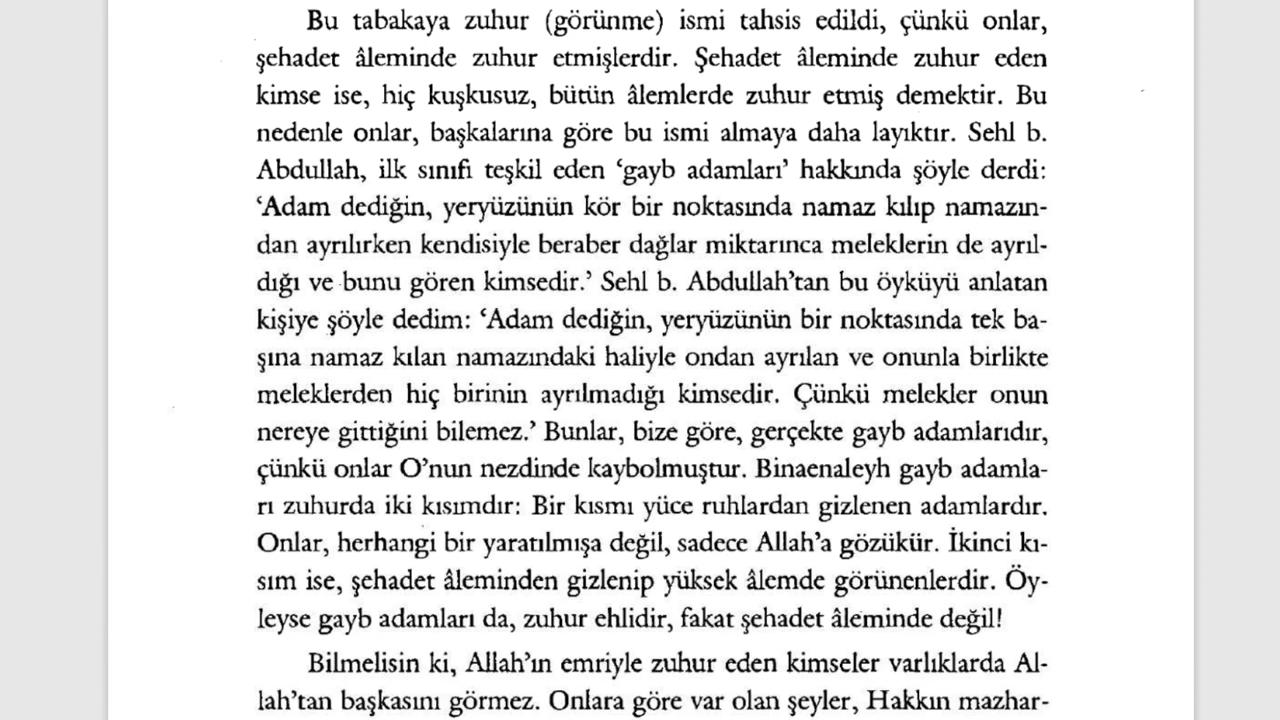 Bu tabakaya zuhur (görünme) ismi tahsis edildi, çünkü onlar,
şehadet âleminde zuhur etmişlerdir. Şehadet âleminde zuhur eden
kimse ise, hiç kuşkusuz, bütün âlemlerde zuhur etmiş demektir. Bu
nedenle onlar, başkalarına göre bu ismi almaya daha layıktır. Sehl b.
Abdullah, ilk sınıfı teşkil eden ‘gayb adamları’ hakkında şöyle derdi:
‘Adam dediğin, yeryüzünün kör bir noktasında namaz kılıp namazın-
dan ayrılırken kendisiyle beraber dağlar miktarınca meleklerin de ayrıl-
dığı ve bunu gören kimsedir.’ Sehl b. Abdullah’tan bu öyküyü anlatan
kişiye şöyle dedim: ‘Adam dediğin, yeryüzünün bir noktasında tek ba-
şına namaz kılan namazındaki haliyle ondan ayrılan ve onunla birlikte
meleklerden hiç birinin ayrılmadığı kimsedir. Çünkü melekler onun
nereye gittiğini bilemez.’ Bunlar, bize göre, gerçekte gayb adamlarıdır,
çünkü onlar O’nun nezdinde kaybolmuştur. Binaenaleyh gayb adamla-
rı zuhurda iki kısımdır: Bir kısmı yüce ruhlardan gizlenen adamlardır.
Onlar, herhangi bir yaratılmışa değil, sadece Allah’a gözükür. İkinci kı-
sım ise, şehadet âleminden gizlenip yüksek âlemde görünenlerdir. Öy-
leyse gayb adamları da, zuhur ehlidir, fakat şehadet âleminde değil!
Bilmelisin ki, Allah’ın emriyle zuhur eden kimseler varlıklarda Al-
lah’tan başkasını görmez. Onlara göre var olan şeyler, Hakkın mazhar-